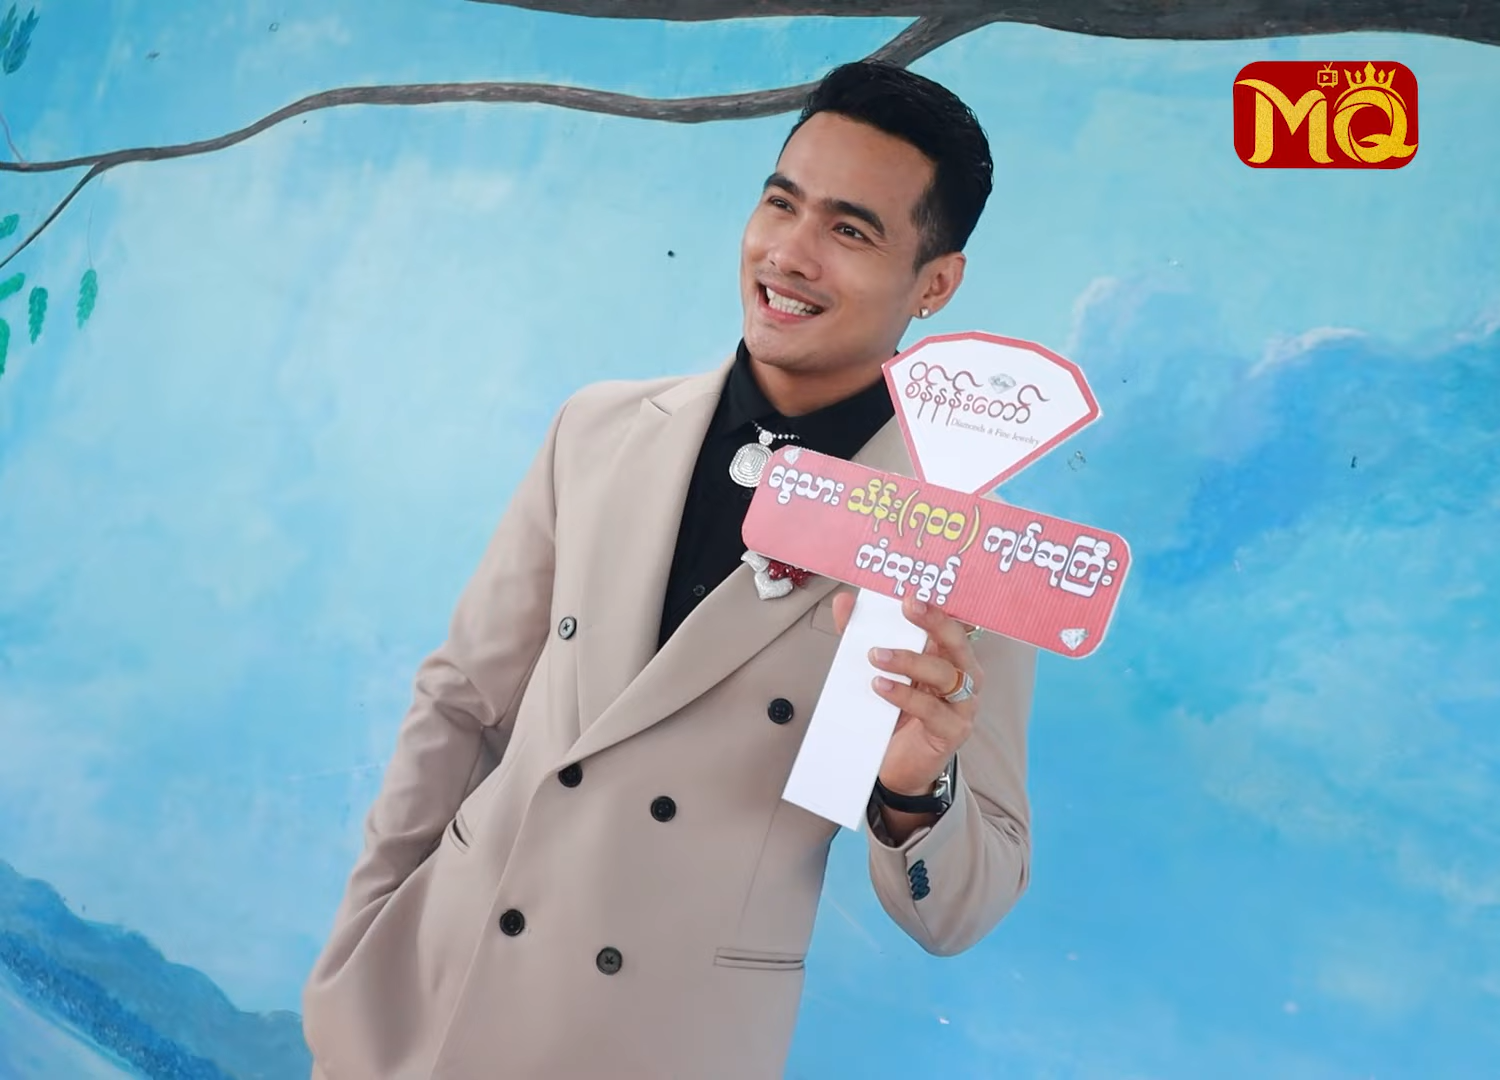 MQ
စိန်နန်းတော်
Diamonds & Fine Jewelry
ငွေသား သိန်း(၇၀၀) ကျပ်ဆုကြီး
ကံထူးခွင့်